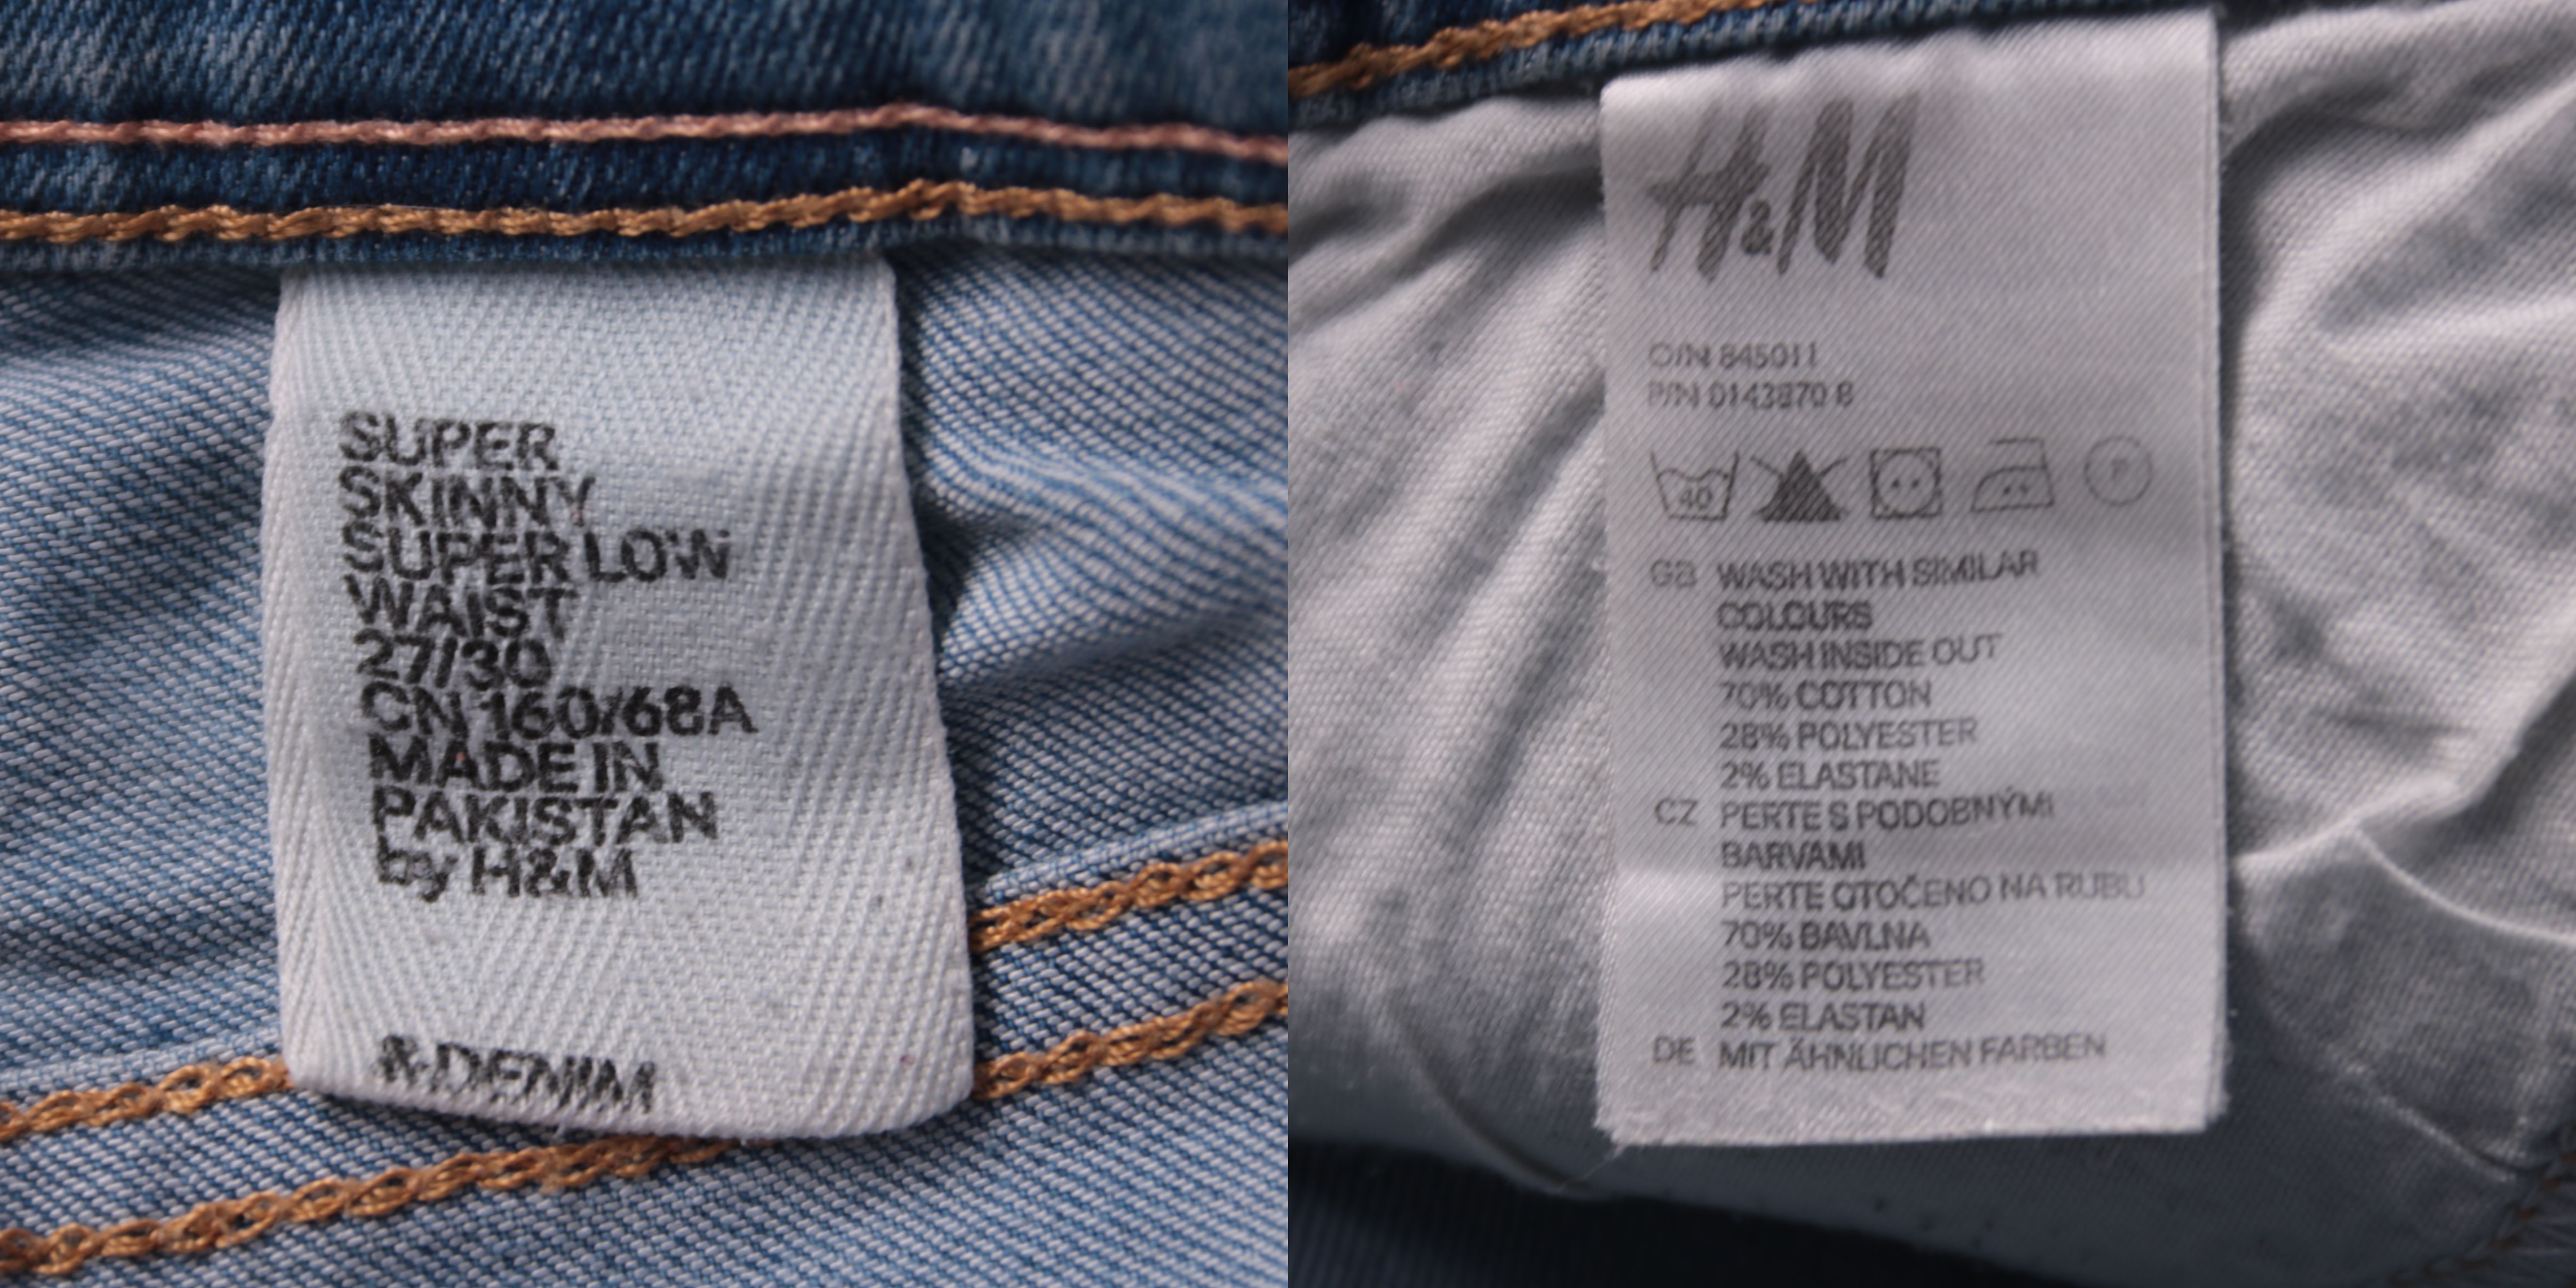 SUPER
SKINNY
SUPER LOW
WAIST
27/30
CN 160/68A
MADE IN
PAKISTAN
by H&M
&DENIM
H&M
O/N 845011
P/N 0143870 8
40
P
GB WASH WITH SIMILAR
COLOURS
WASH INSIDE OUT
70% COTTON
28% POLYESTER
2% ELASTANE
CZ PERTE S PODOBNÝMI
BARVAMI
PERTE OTOČENO NA RUBU
70% BAVLNA
28% POLYESTER
2% ELASTAN
DE MIT ÄHNLICHEN FARBEN